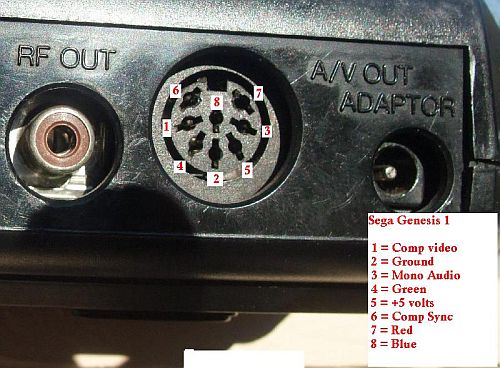 RF OUT
A/V OUT
ADAPTOR
6
8
7
1
3
4
2
5
Sega Genesis 1
1 = Comp video
2 = Ground
3 = Mono Audio
4 = Green
5 = +5 volts
6 = Comp Sync
7 = Red
8 = Blue